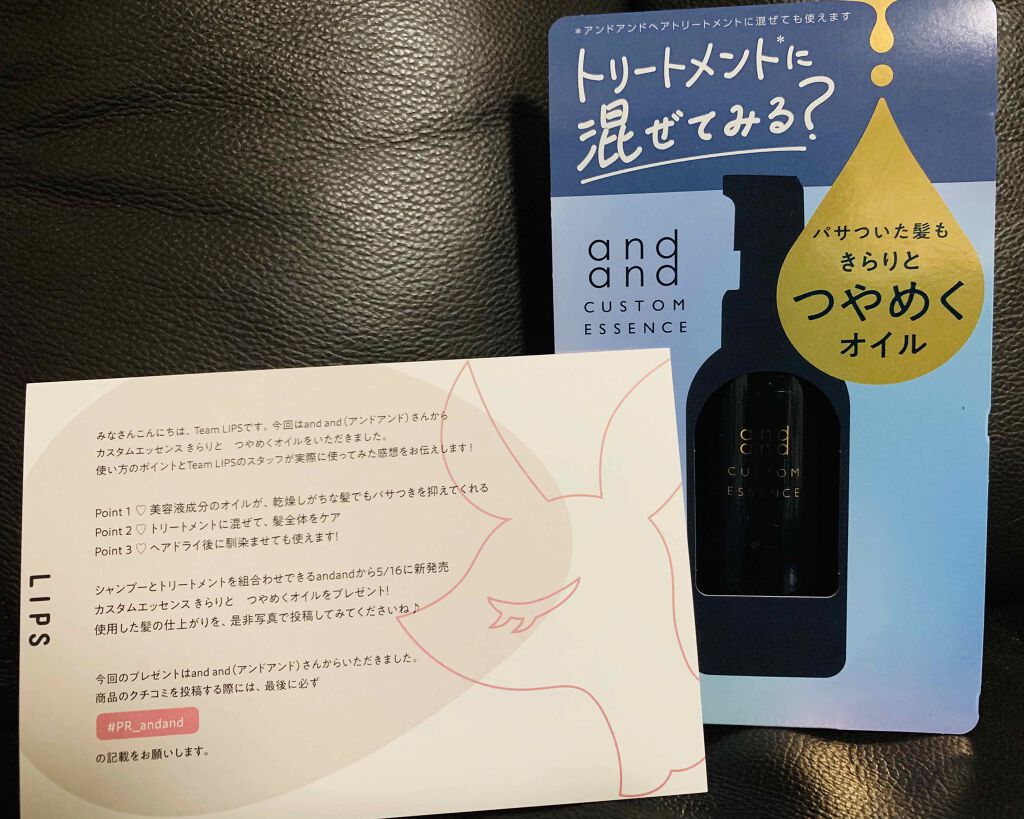 みなさんこんにちは、Team LIPSです。今回はand and（アンドアンド）さんから
カスタムエッセンス きらりと　つやめくオイルをいただきました。
使い方のポイントとTeam LIPSのスタッフが実際に使ってみた感想をお伝えします！
Point 1 ♡ 美容液成分のオイルが、乾燥しがちな髪でもパサつきを抑えてくれる
Point 2 ♡ トリートメントに混ぜて、髪全体をケア
Point 3 ♡ ヘアドライ後に馴染ませても使えます!
シャンプーとトリートメントを組合わせできるandandから5/16に新発売
カスタムエッセンス きらりと　つやめくオイルをプレゼント!
使用した髪の仕上がりを、是非写真で投稿してみてくださいね♪
今回のプレゼントはand and（アンドアンド）さんからいただきました。
商品のクチコミを投稿する際には、最後に必ず
#PR_andand
の記載をお願いします。
LIPS
*アンドアンドヘアトリートメントに混ぜても使えます
トリートメント*に
混ぜてみる?
and
and
CUSTOM
ESSENCE
パサついた髪も
きらりと
つやめく
オイル
and
and
CUSTOM
ESSENCE